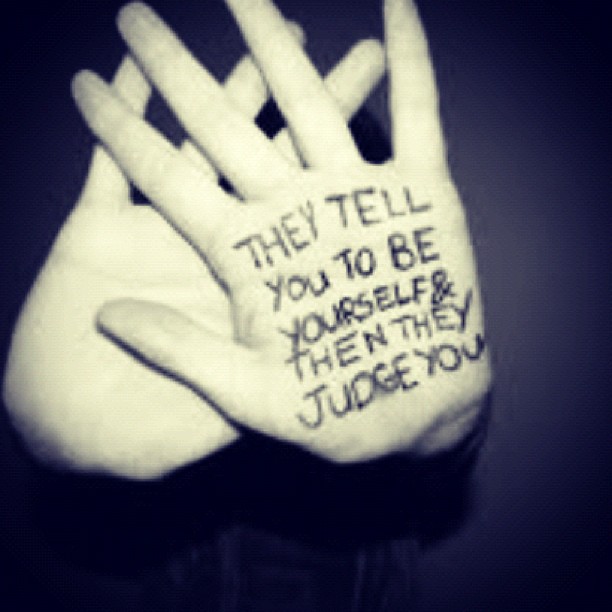 THEY TELL
YOU TO BE
YOURSELF &
THEN THEY
JUDGE YOU